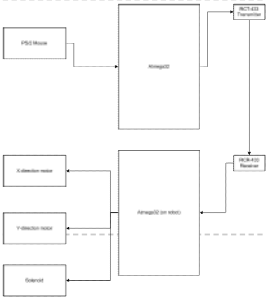 RCT-433
Transmitter
PS/2 Mouse
Atmega32
RCR-433
Receiver
X-direction motor
Atmega32 (on robot)
Y-direction motor
Solenoid